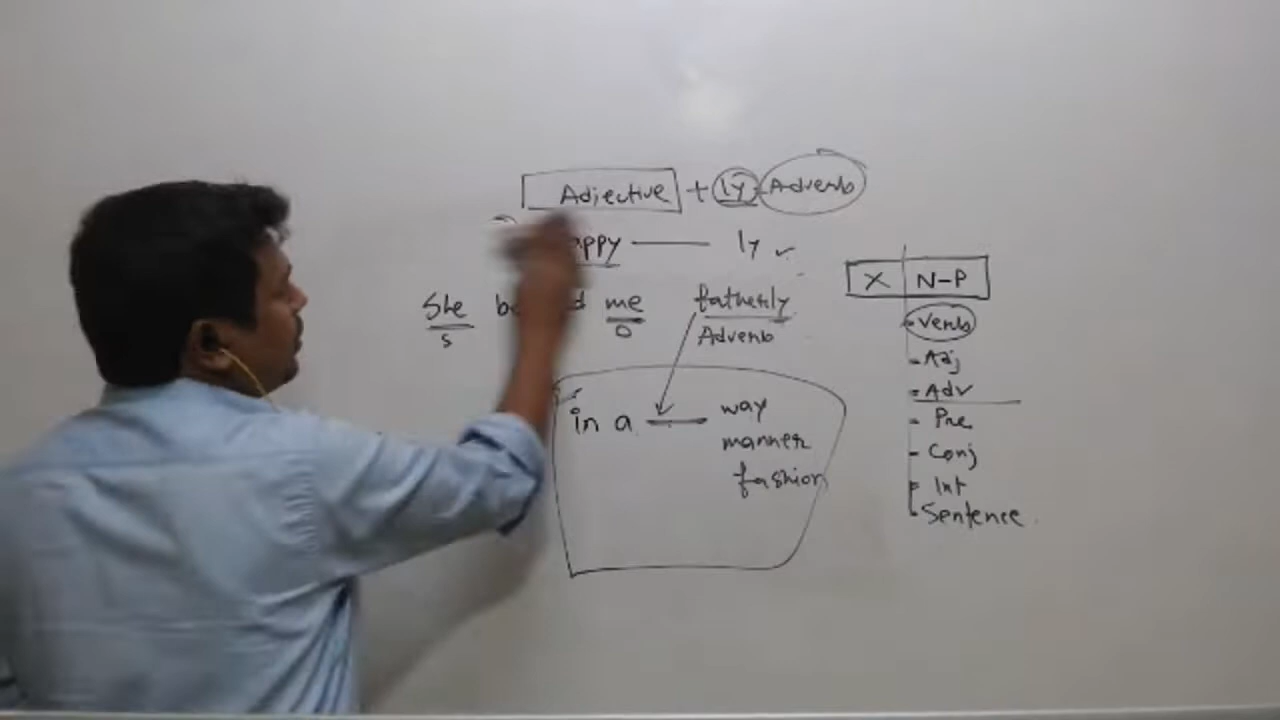 Adjective + ly Adverb
ly ✓
She me fatherly
S O Adverb
in a way
manner
fashion
X N-P
Verb
Adj
Adv
Pre
Conj
Int
Sentence